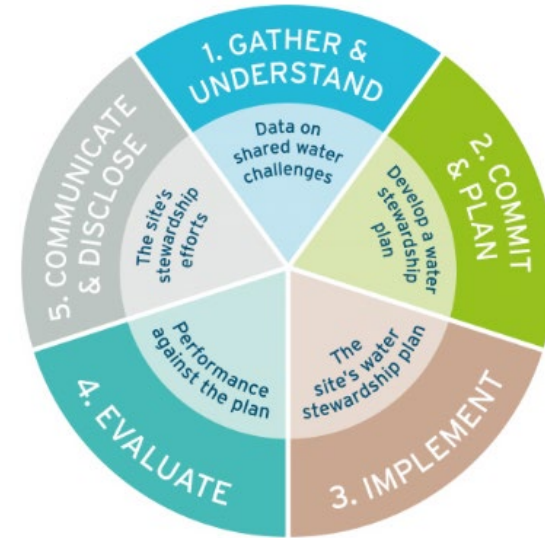 1. GATHER &
UNDERSTAND
Data on
shared water
challenges
2. COMMIT
& PLAN
Develop a water
stewardship
plan
3. IMPLEMENT
The
site's water
stewardship plan
4. EVALUATE
Performance
against the plan
5. COMMUNICATE
& DISCLOSE
The site's
stewardship
efforts